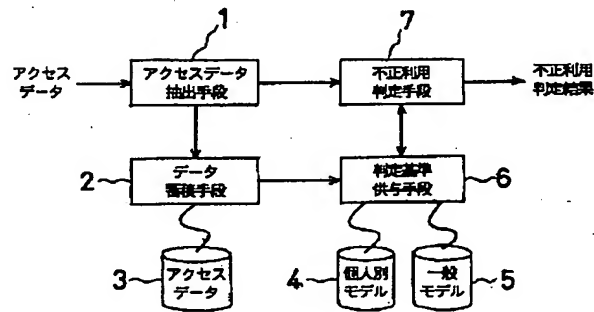 1
7
アクセス
データ
アクセスデータ
抽出手段
不正利用
判定手段
不正利用
判定結果
2
データ
蓄積手段
判定基準
供与手段
6
3
アクセス
データ
4
個人別
モデル
一般
モデル
5